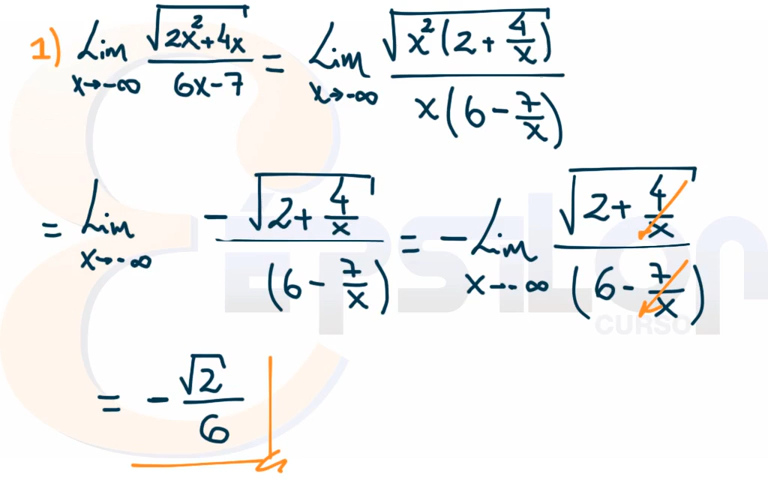 1) Lim x→-∞ √(2x²+4x) / (6x-7) = Lim x→-∞ √(x²(2+4/x)) / x(6-7/x)
= Lim x→-∞ -√(2+4/x) / (6-7/x) = -Lim x→-∞ √(2+4/x) / (6-7/x)
= -√2/6
ÉPSILON
CURSO